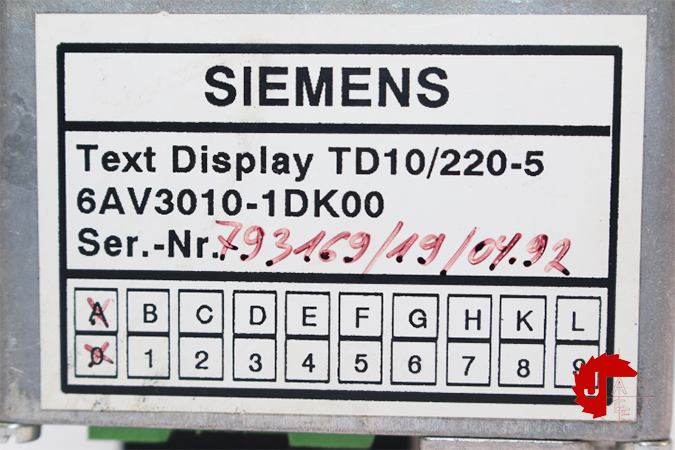 SIEMENS
Text Display TD10/220-5
6AV3010-1DK00
Ser.-Nr. 793169/19/04.92
A B C D E F G H K L
0 1 2 3 4 5 6 7 8 9
J